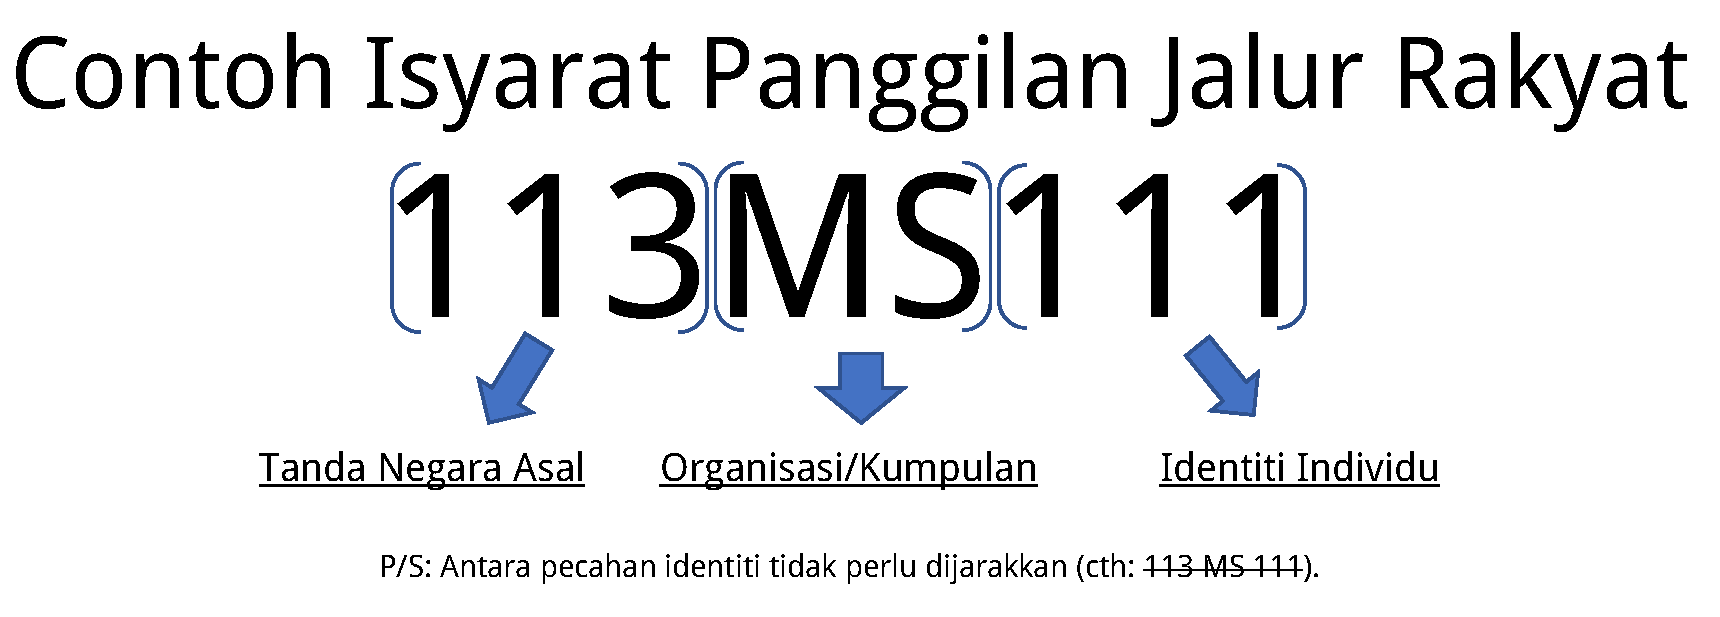 Contoh Isyarat Panggilan Jalur Rakyat
113MS111
Tanda Negara Asal
Organisasi/Kumpulan
Identiti Individu
P/S: Antara pecahan identiti tidak perlu dijarakkan (cth: 113 MS 111).